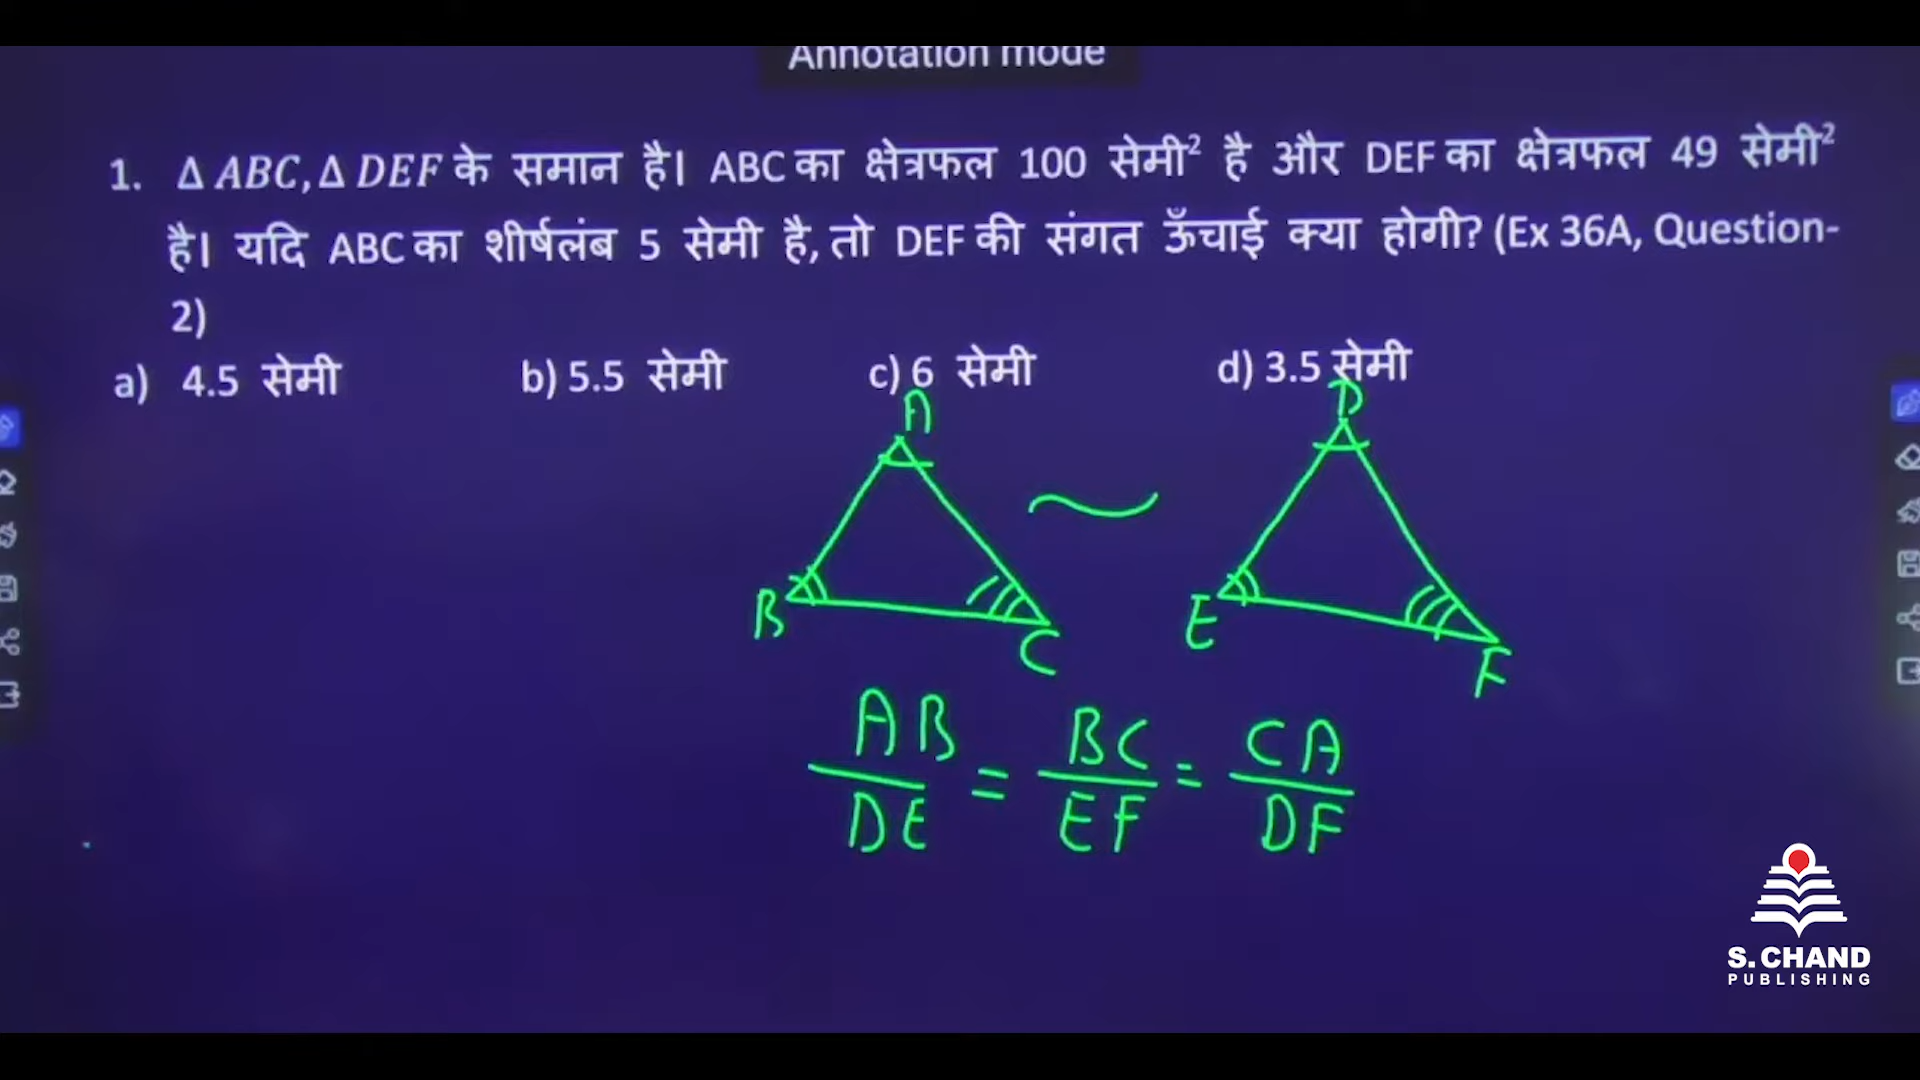 Annotation mode
1. Δ ABC, Δ DEF के समान है। ABC का क्षेत्रफल 100 सेमी² है और DEF का क्षेत्रफल 49 सेमी²
है। यदि ABC का शीर्षलंब 5 सेमी है, तो DEF की संगत ऊँचाई क्या होगी? (Ex 36A, Question-
2)
a) 4.5 सेमी b) 5.5 सेमी c) 6 सेमी d) 3.5 सेमी
A D
B C E F
AB/DE = BC/EF = CA/DF
S. CHAND
PUBLISHING